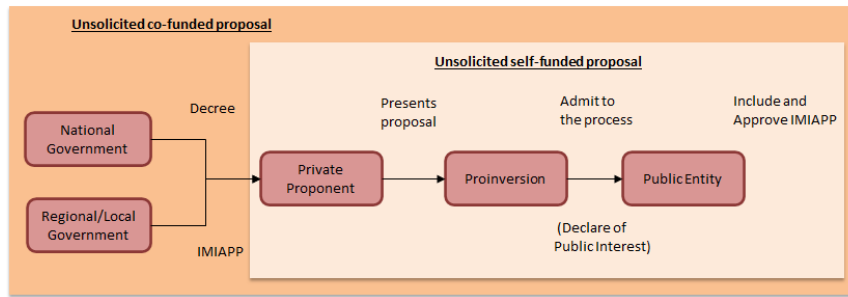 Unsolicited co-funded proposal
Unsolicited self-funded proposal
Decree
Presents
proposal
Admit to
the process
Include and
Approve IMIAPP
National
Government
Private
Proponent
Proinversion
Public Entity
Regional/Local
Government
IMIAPP
(Declare of
Public Interest)